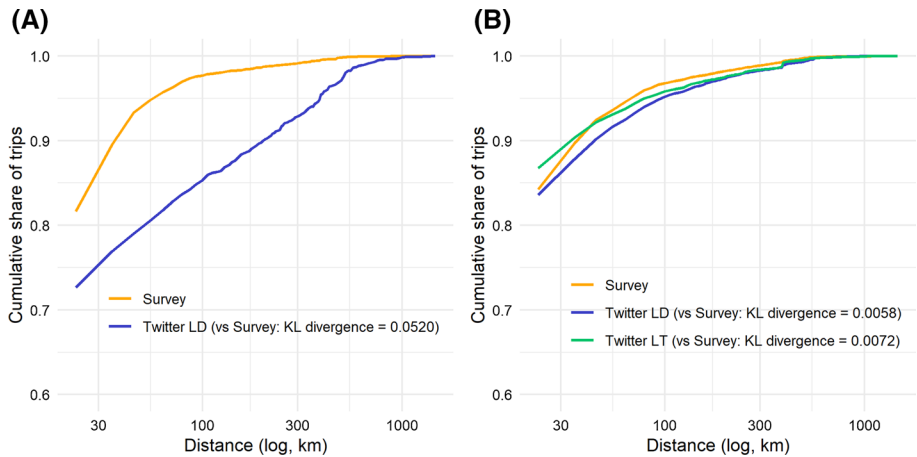 (A)
Cumulative share of trips
1.0
0.9
0.8
0.7
0.6
Survey
Twitter LD (vs Survey: KL divergence = 0.0520)
30 100 300 1000
Distance (log, km)
(B)
Cumulative share of trips
1.0
0.9
0.8
0.7
0.6
Survey
Twitter LD (vs Survey: KL divergence = 0.0058)
Twitter LT (vs Survey: KL divergence = 0.0072)
30 100 300 1000
Distance (log, km)